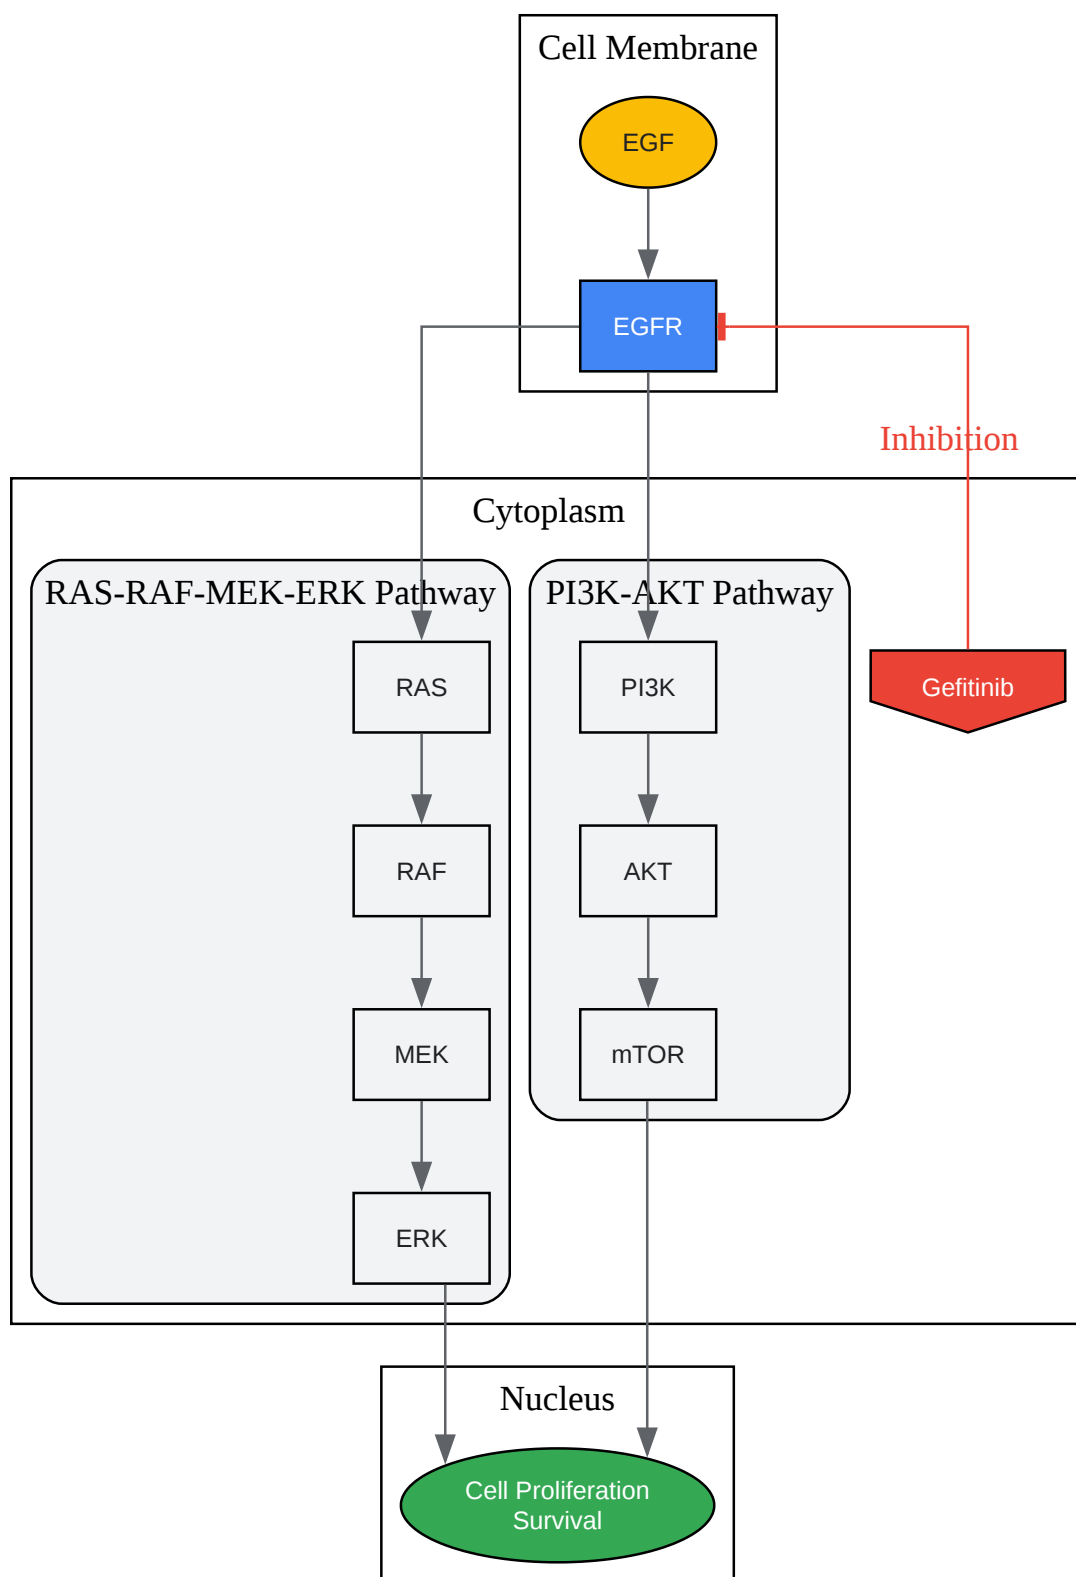 Cell Membrane
EGF
EGFR
Inhibition
Cytoplasm
RAS-RAF-MEK-ERK Pathway
PI3K-AKT Pathway
RAS
PI3K
Gefitinib
RAF
AKT
MEK
mTOR
ERK
Nucleus
Cell Proliferation
Survival